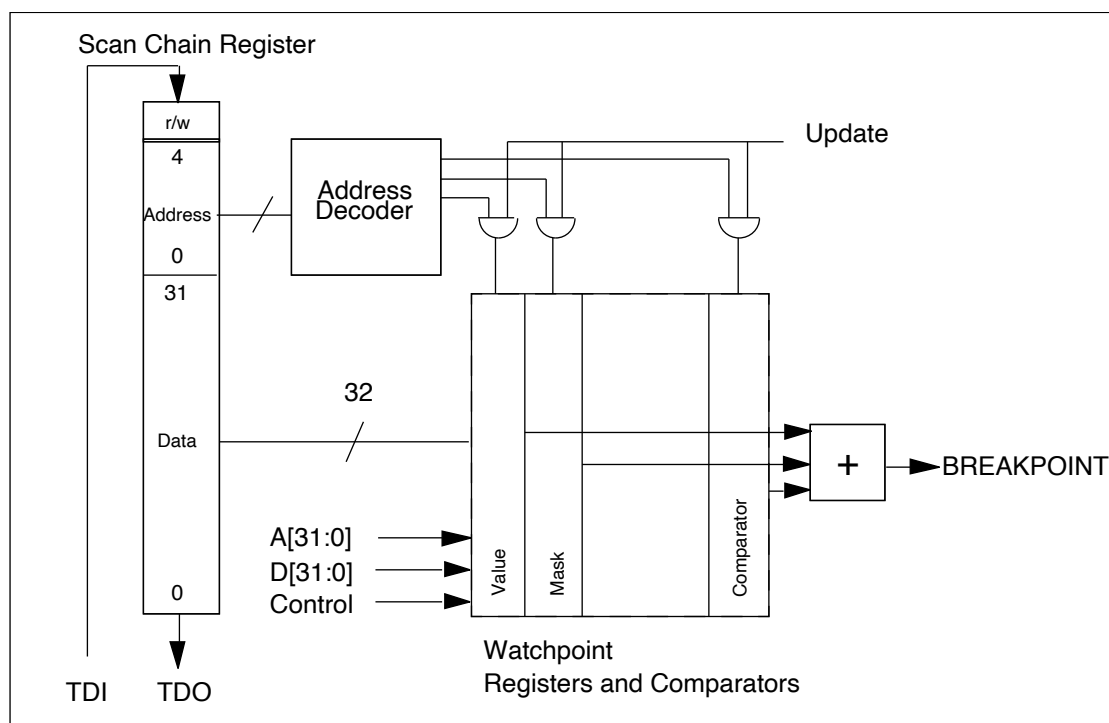 Scan Chain Register
r/w
4
Address
0
31
Data
0
TDI
TDO
Address
Decoder
Update
32
A[31:0]
D[31:0]
Control
Value
Mask
Comparator
+
BREAKPOINT
Watchpoint
Registers and Comparators